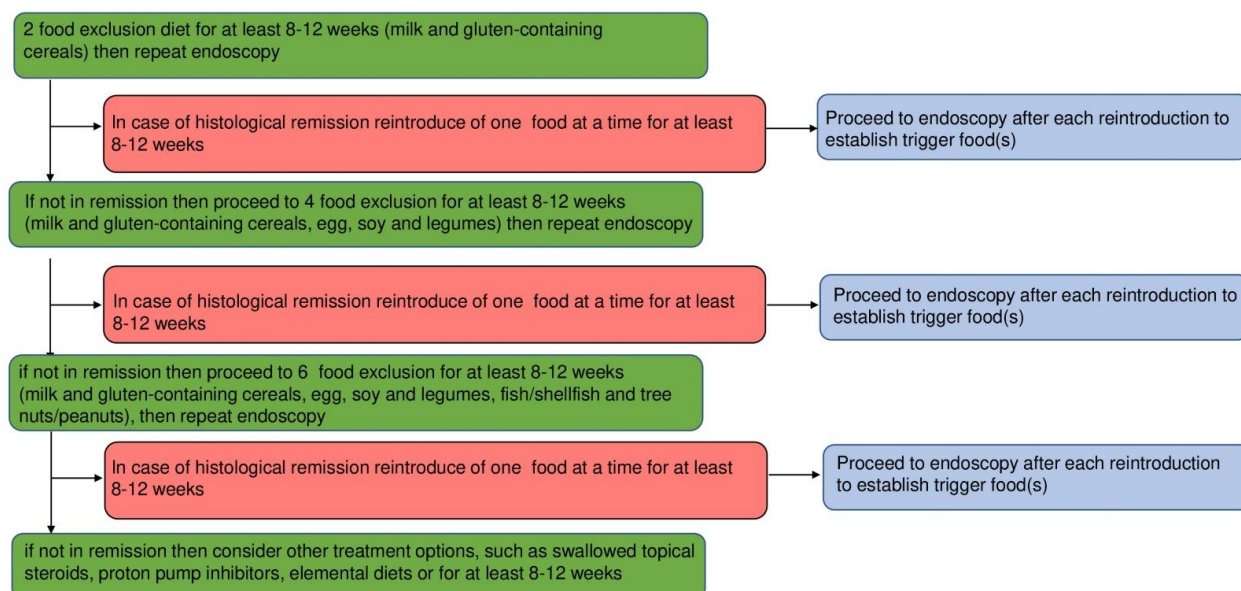 2 food exclusion diet for at least 8-12 weeks (milk and gluten-containing
cereals) then repeat endoscopy
In case of histological remission reintroduce of one food at a time for at least
8-12 weeks
Proceed to endoscopy after each reintroduction to
establish trigger food(s)
If not in remission then proceed to 4 food exclusion for at least 8-12 weeks
(milk and gluten-containing cereals, egg, soy and legumes) then repeat endoscopy
In case of histological remission reintroduce of one food at a time for at least
8-12 weeks
Proceed to endoscopy after each reintroduction to
establish trigger food(s)
if not in remission then proceed to 6 food exclusion for at least 8-12 weeks
(milk and gluten-containing cereals, egg, soy and legumes, fish/shellfish and tree
nuts/peanuts), then repeat endoscopy
In case of histological remission reintroduce of one food at a time for at least
8-12 weeks
Proceed to endoscopy after each reintroduction
to establish trigger food(s)
if not in remission then consider other treatment options, such as swallowed topical
steroids, proton pump inhibitors, elemental diets or for at least 8-12 weeks